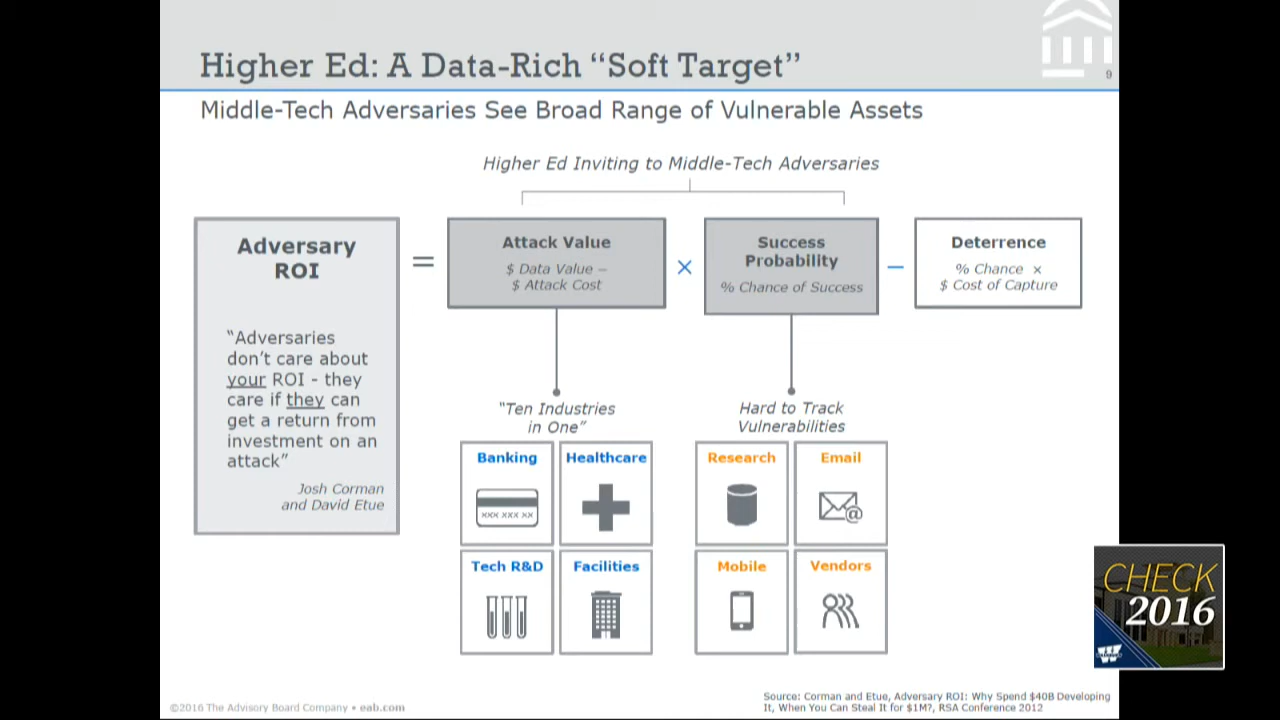 Higher Ed: A Data-Rich “Soft Target”
9
Middle-Tech Adversaries See Broad Range of Vulnerable Assets
Higher Ed Inviting to Middle-Tech Adversaries
Adversary
ROI
“Adversaries
don’t care about
your ROI - they
care if they can
get a return from
investment on an
attack”
Josh Corman
and David Etue
=
Attack Value
$ Data Value –
$ Attack Cost
×
Success
Probability
% Chance of Success
–
Deterrence
% Chance ×
$ Cost of Capture
“Ten Industries
in One”
Banking
XXX XXX XX
Healthcare
Tech R&D
Facilities
Hard to Track
Vulnerabilities
Research
Email
@
Mobile
Vendors
CHECK
2016
W
©2016 The Advisory Board Company • eab.com
Source: Corman and Etue, Adversary ROI: Why Spend $40B Developing
It, When You Can Steal It for $1M?, RSA Conference 2012